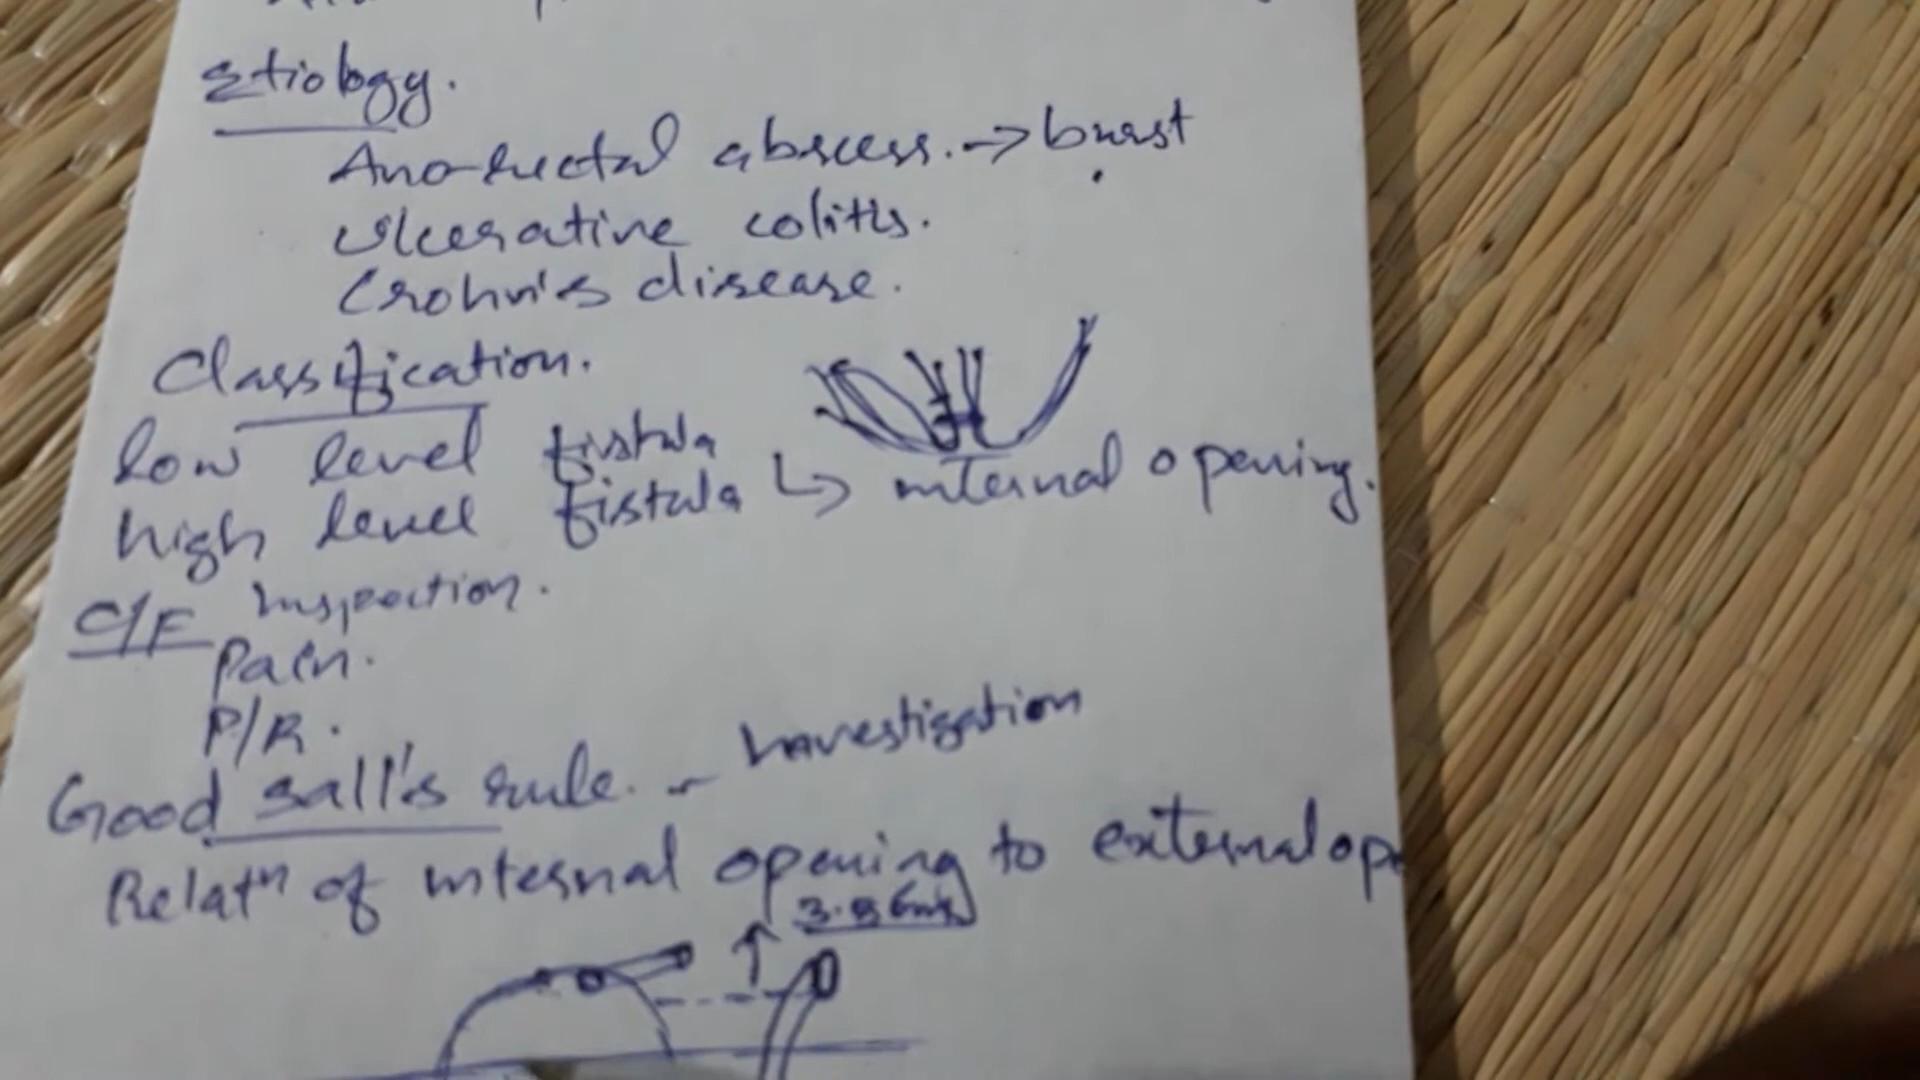 Etiology.
Ano-rectal abscess. → burst
Ulcerative colitis.
Crohn's disease.
Classification.
low level fistula
high level fistula ↳ internal opening.
C/F Inspection.
Pain.
P/R.
Good sall's rule. - Investigation
Relatn of internal opening to external op